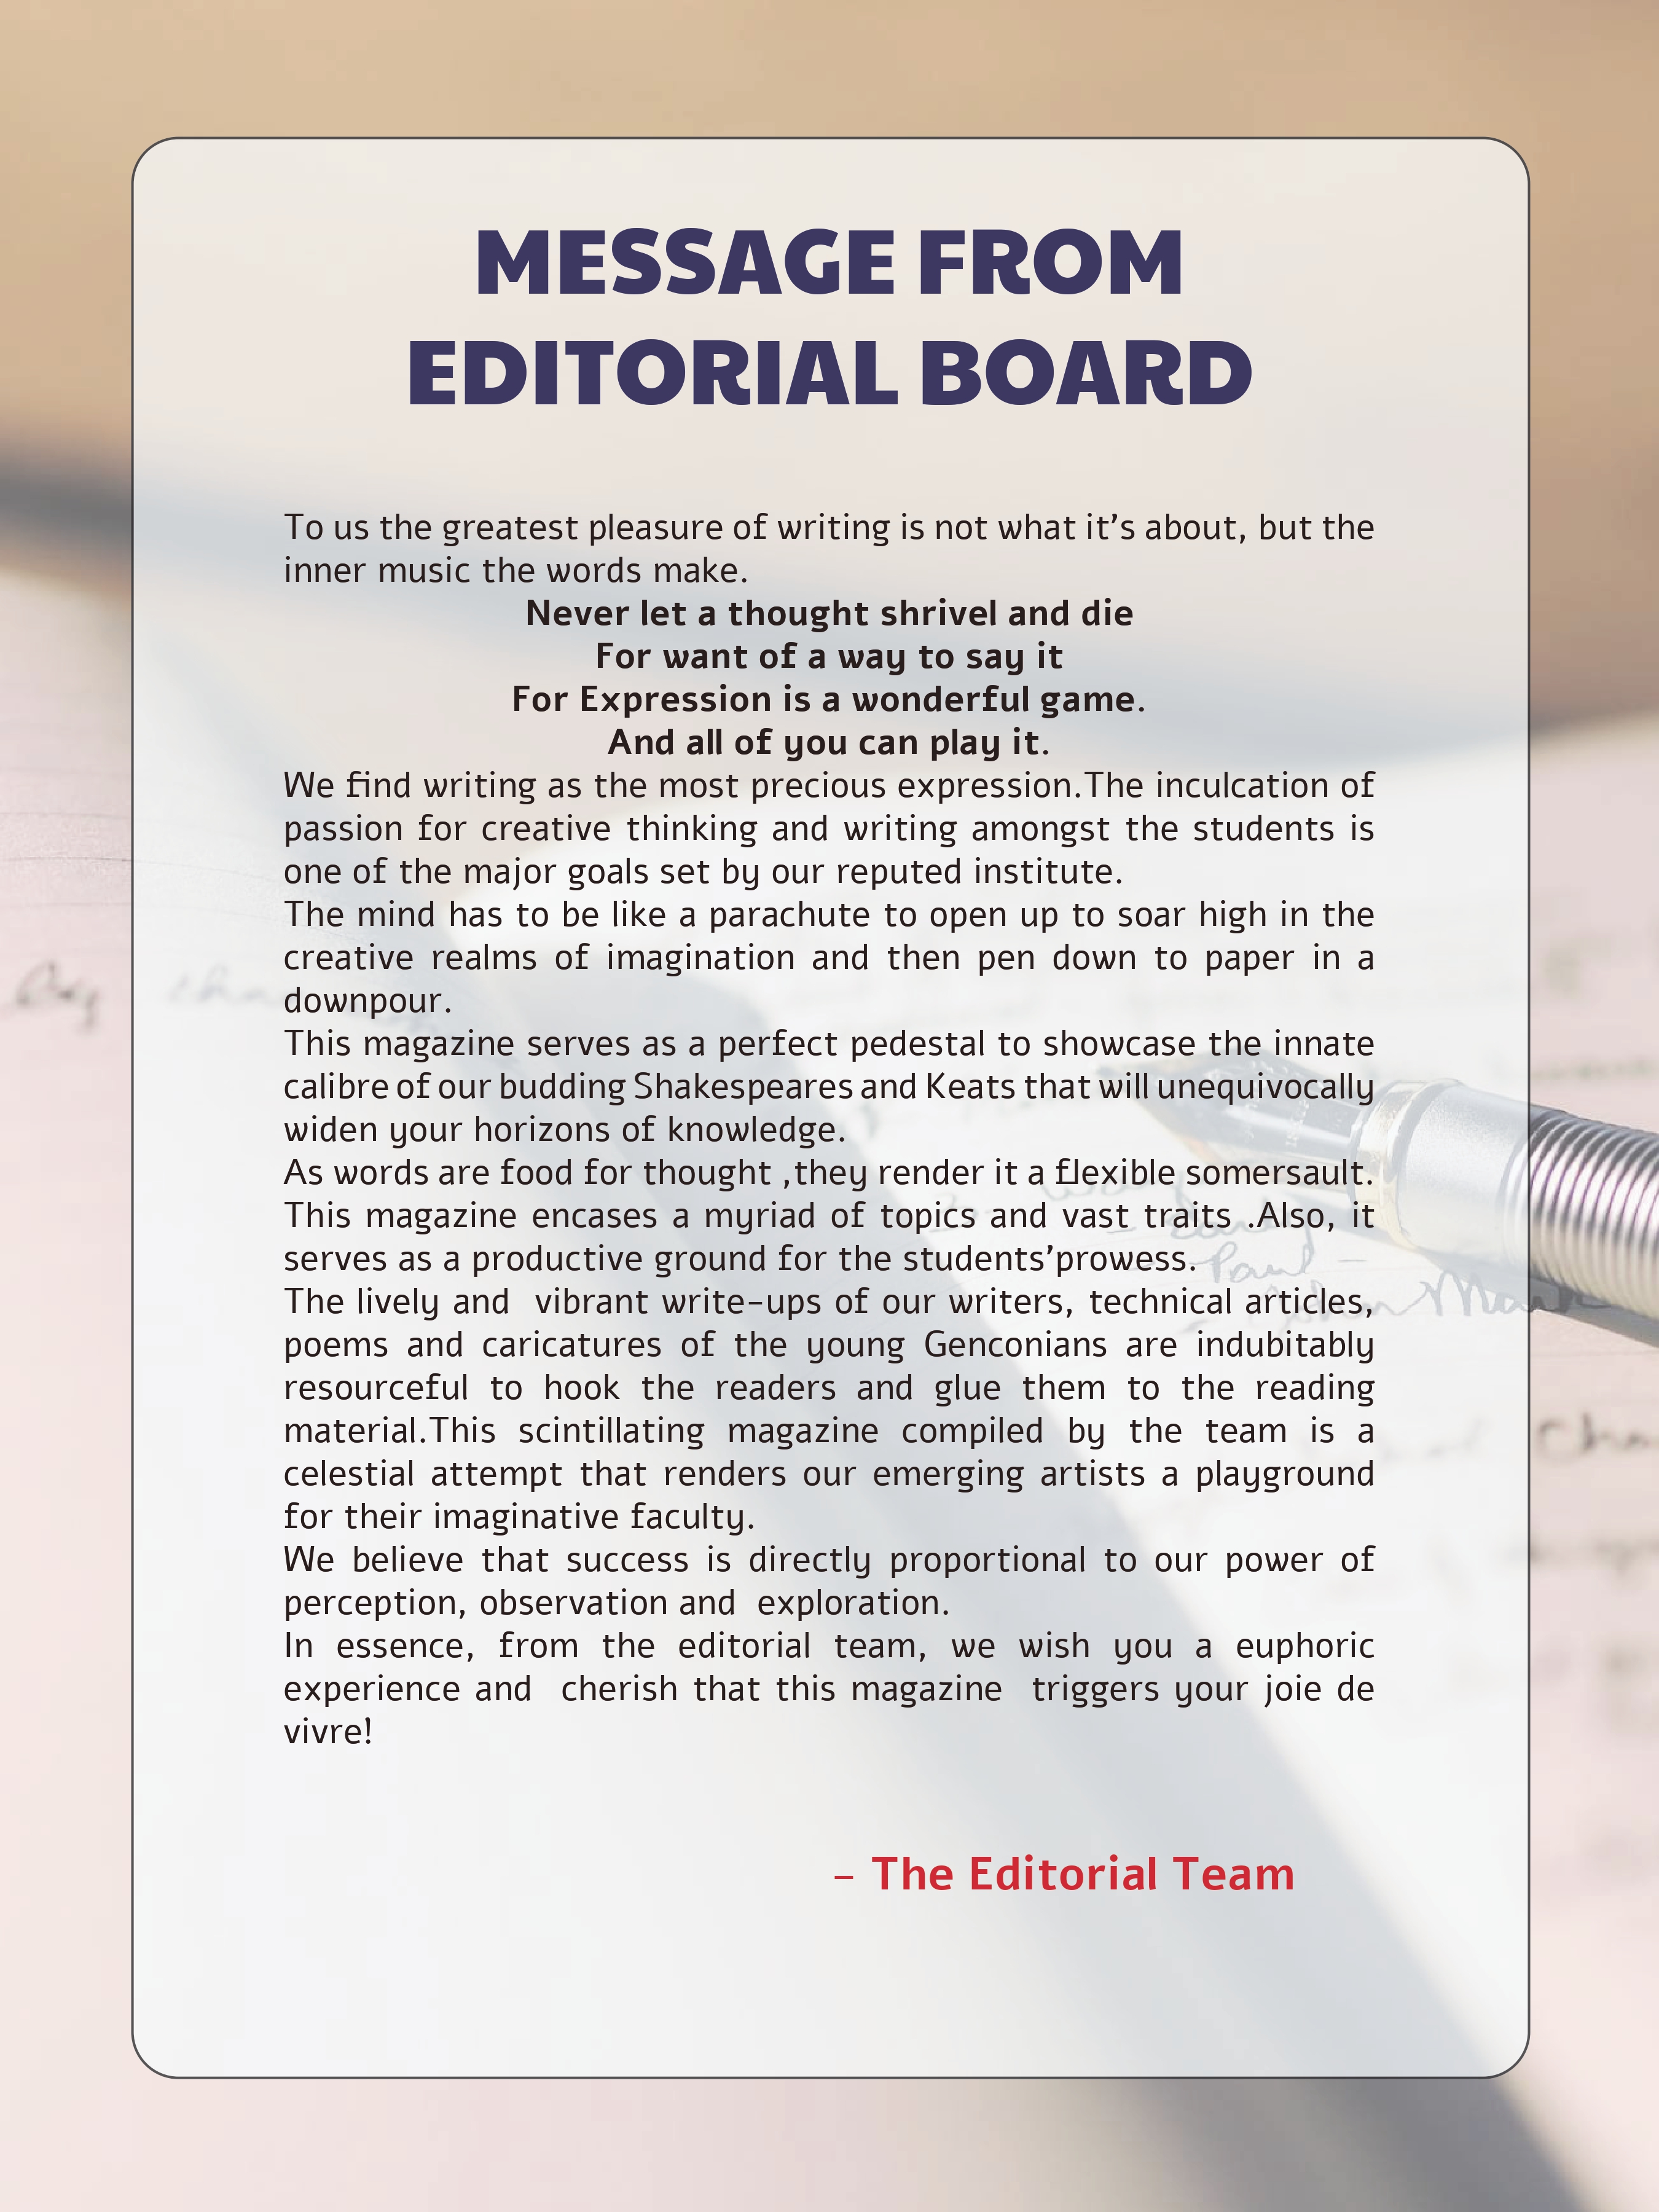 MESSAGE FROM
EDITORIAL BOARD
To us the greatest pleasure of writing is not what it's about, but the
inner music the words make.
Never let a thought shrivel and die
For want of a way to say it
For Expression is a wonderful game.
And all of you can play it.
We find writing as the most precious expression.The inculcation of
passion for creative thinking and writing amongst the students is
one of the major goals set by our reputed institute.
The mind has to be like a parachute to open up to soar high in the
creative realms of imagination and then pen down to paper in a
downpour.
This magazine serves as a perfect pedestal to showcase the innate
calibre of our budding Shakespeares and Keats that will unequivocally
widen your horizons of knowledge.
As words are food for thought ,they render it a flexible somersault.
This magazine encases a myriad of topics and vast traits .Also, it
serves as a productive ground for the students'prowess.
The lively and  vibrant write-ups of our writers, technical articles,
poems and caricatures of the young Genconians are indubitably
resourceful to hook the readers and glue them to the reading
material.This scintillating magazine compiled by the team is a
celestial attempt that renders our emerging artists a playground
for their imaginative faculty.
We believe that success is directly proportional to our power of
perception, observation and  exploration.
In essence, from the editorial team, we wish you a euphoric
experience and  cherish that this magazine  triggers your joie de
vivre!
– The Editorial Team
Paul –